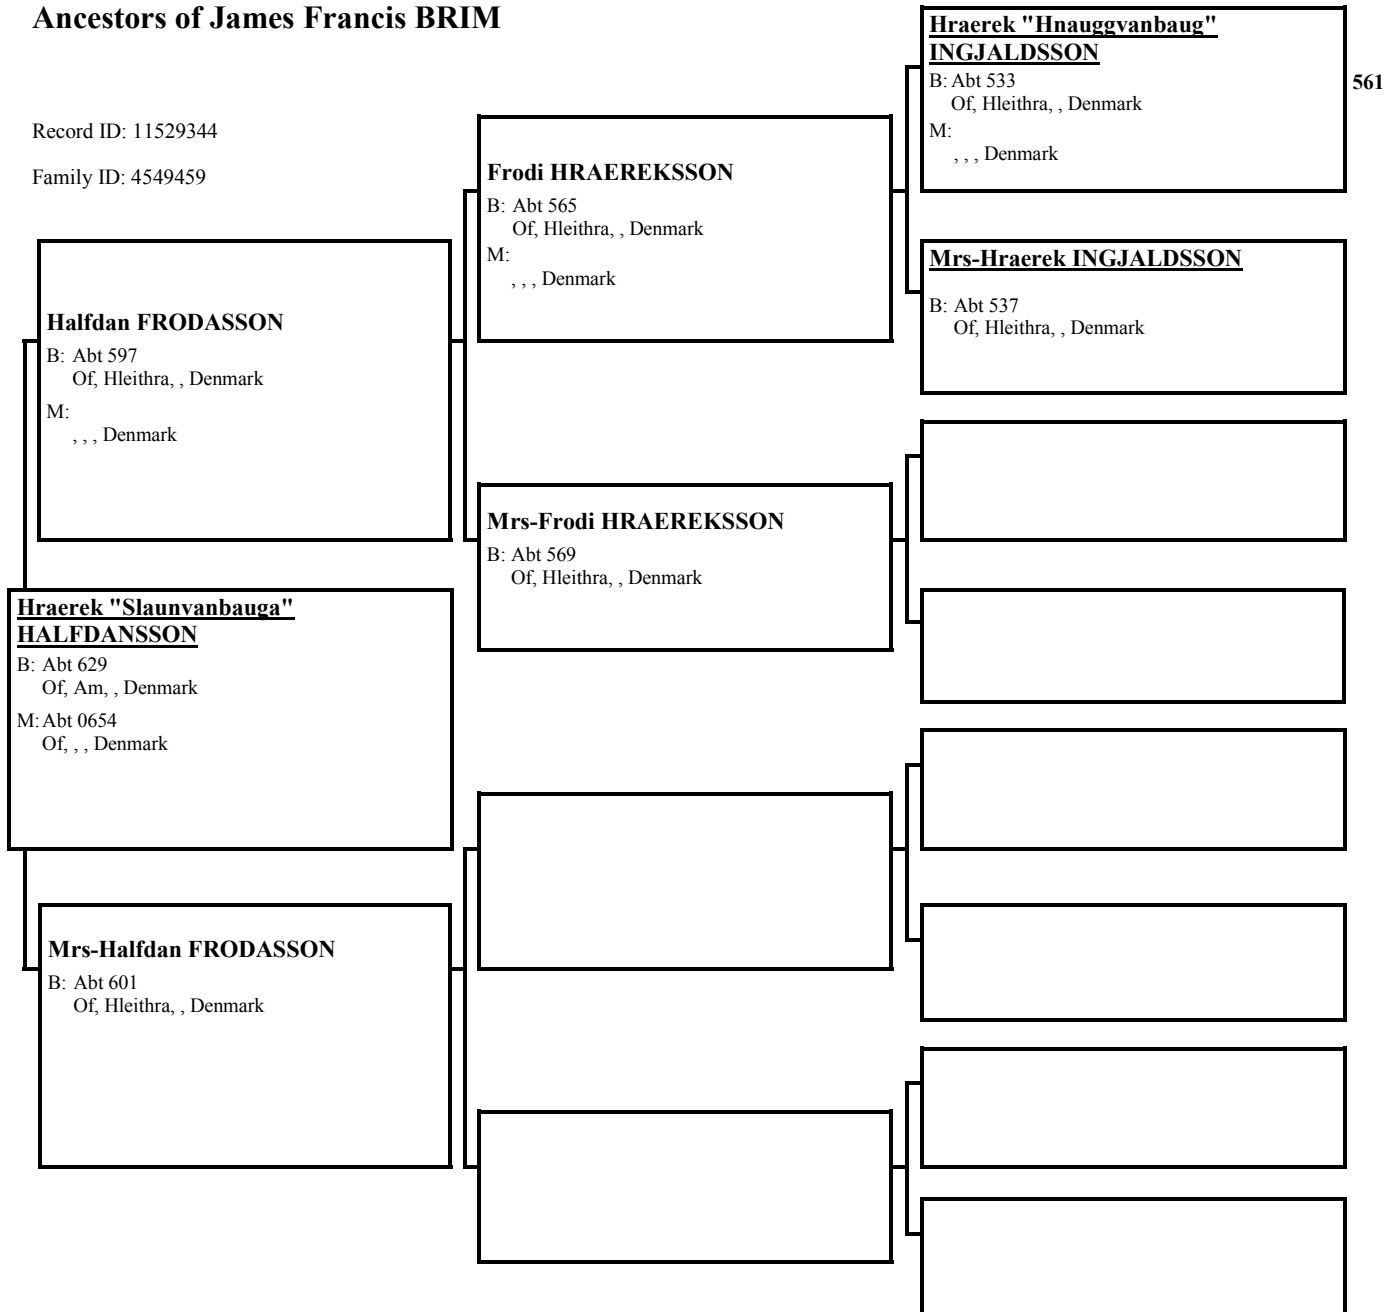 Ancestors of James Francis BRIM
Record ID: 11529344
Family ID: 4549459
Hraerek "Slaunvanbauga"
HALFDANSSON
B: Abt 629
Of, Am, , Denmark
M: Abt 0654
Of, , , Denmark
Halfdan FRODASSON
B: Abt 597
Of, Hleithra, , Denmark
M:
, , , Denmark
Mrs-Halfdan FRODASSON
B: Abt 601
Of, Hleithra, , Denmark
Frodi HRAEREKSSON
B: Abt 565
Of, Hleithra, , Denmark
M:
, , , Denmark
Mrs-Frodi HRAEREKSSON
B: Abt 569
Of, Hleithra, , Denmark
Hraerek "Hnauggvanbaug"
INGJALDSSON
B: Abt 533
Of, Hleithra, , Denmark
M:
, , , Denmark
561
Mrs-Hraerek INGJALDSSON
B: Abt 537
Of, Hleithra, , Denmark